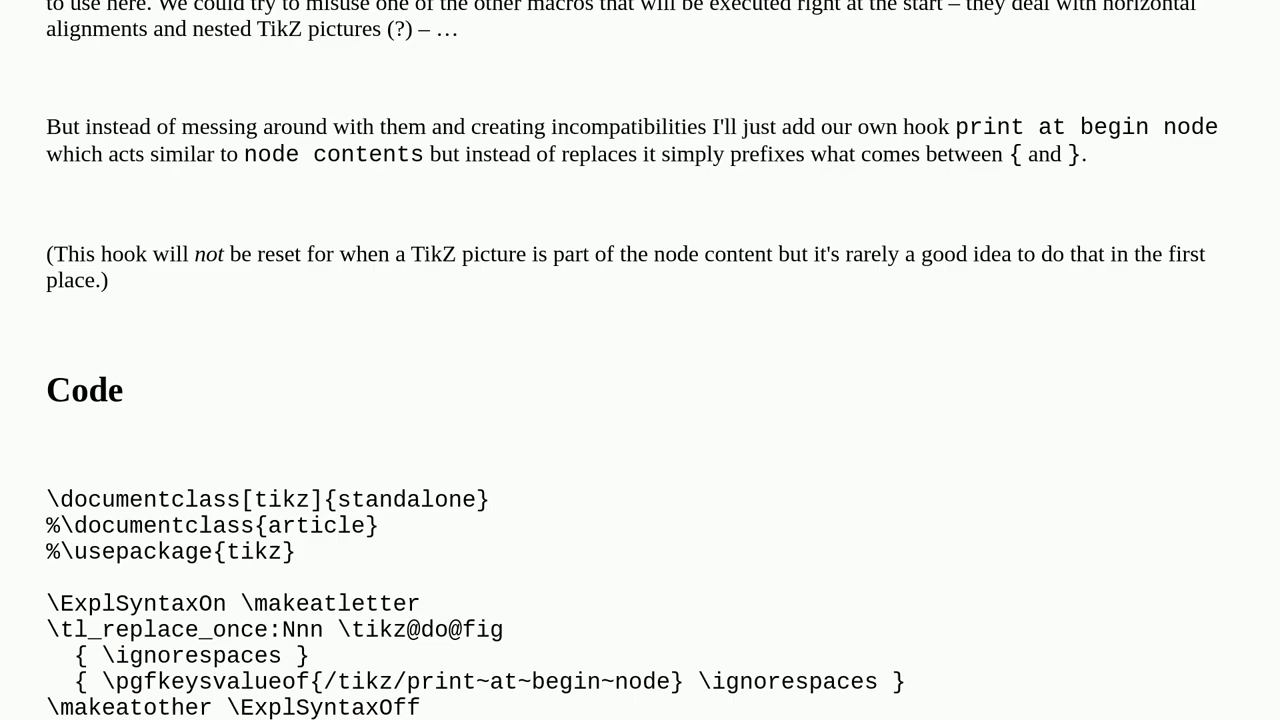 to use here. We could try to misuse one of the other macros that will be executed right at the start – they deal with horizontal
alignments and nested TikZ pictures (?) – …
But instead of messing around with them and creating incompatibilities I'll just add our own hook print at begin node
which acts similar to node contents but instead of replaces it simply prefixes what comes between { and }.
(This hook will not be reset for when a TikZ picture is part of the node content but it's rarely a good idea to do that in the first
place.)
Code
\documentclass[tikz]{standalone}
%\documentclass{article}
%\usepackage{tikz}
\ExplSyntaxOn \makeatletter
\tl_replace_once:Nnn \tikz@do@fig
  { \ignorespaces }
  { \pgfkeysvalueof{/tikz/print~at~begin~node} \ignorespaces }
\makeatother \ExplSyntaxOff